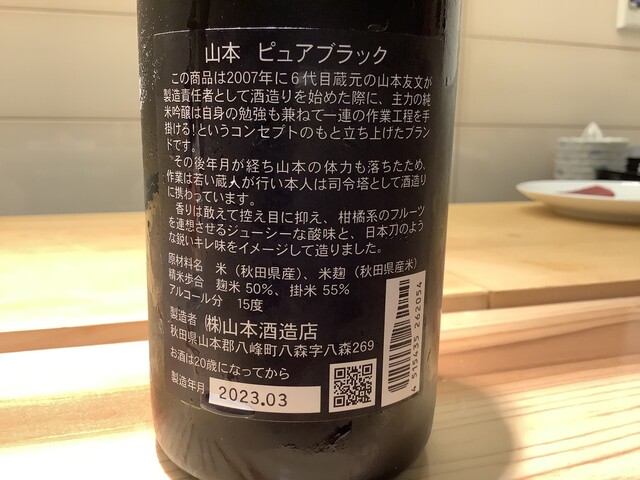 山本 ピュアブラック
この商品は2007年に6代目蔵元の山本友文が
製造責任者として酒造りを始めた際に、主力の純
米吟醸は自身の勉強も兼ねて一連の作業工程を手
掛ける!というコンセプトのもと立ち上げたブラン
ドです。
その後年月が経ち山本の体力も落ちたため、
作業は若い蔵人が行い本人は司令塔として酒造り
に携わっています。
香りは敢えて控え目に抑え、柑橘系のフルーツ
を連想させるジューシーな酸味と、日本刀のよう
な鋭いキレ味をイメージして造りました。
原材料名 米(秋田県産)、米麹(秋田県産米)
精米歩合 麹米 50%、掛米 55%
アルコール分 15度
製造者 ㈱山本酒造店
秋田県山本郡八峰町八森字八森269
お酒は20歳になってから
製造年月 2023.03
4 515435 262054